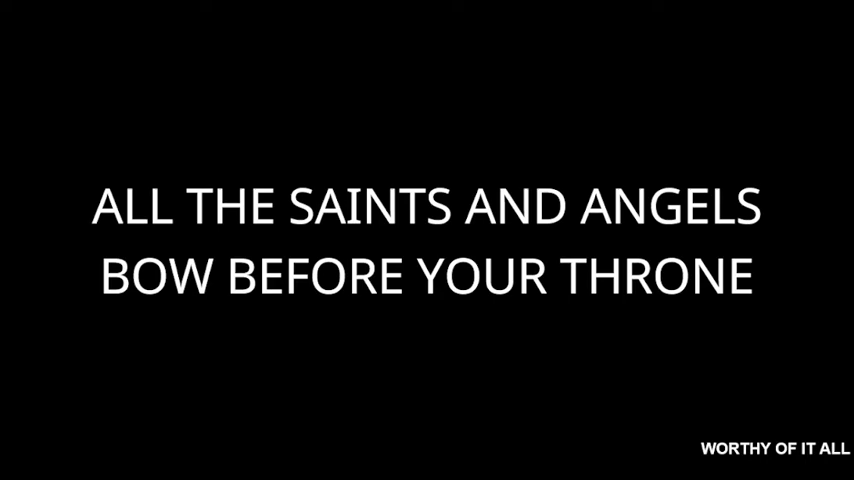 ALL THE SAINTS AND ANGELS
BOW BEFORE YOUR THRONE
WORTHY OF IT ALL